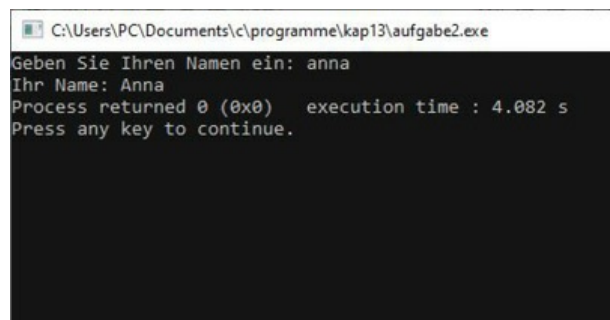 C:\Users\PC\Documents\c\programme\kap13\aufgabe2.exe
Geben Sie Ihren Namen ein: anna
Ihr Name: Anna
Process returned 0 (0x0)   execution time : 4.082 s
Press any key to continue.